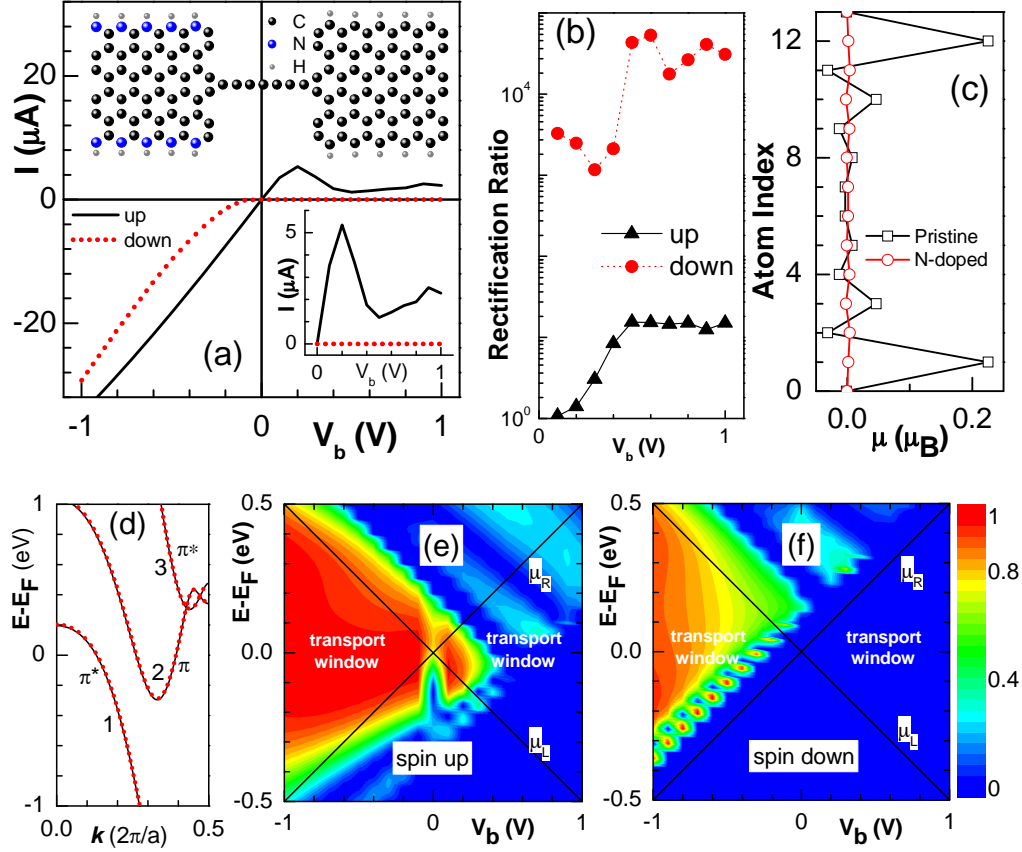 (a)
C
N
H
I (μA)
20
0
-20
up
down
I (μA)
5
0
0
V_b (V)
1
-1
0
1
V_b (V)
(b)
Rectification Ratio
10^4
10^0
up
down
0
V_b (V)
1
(c)
Atom Index
12
8
4
0
Pristine
N-doped
0.0
0.2
μ (μ_B)
(d)
E-E_F (eV)
1
0
-1
π*
3
2
π
π*
1
0.0
0.5
k (2π/a)
(e)
E-E_F (eV)
0.5
0.0
-0.5
μ_R
transport
window
transport
window
μ_L
spin up
-1
0
1
V_b (V)
(f)
E-E_F (eV)
0.5
0.0
-0.5
μ_R
transport
window
transport
window
μ_L
spin down
-1
0
1
V_b (V)
1
0.8
0.4
0